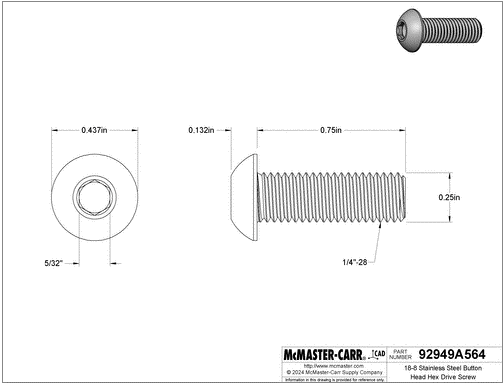 0.437in
0.132in
0.75in
0.25in
5/32"
1/4"-28
McMASTER-CARR® CAD
PART NUMBER
92949A564
http://www.mcmaster.com
© 2024 McMaster-Carr Supply Company
Information in this drawing is provided for reference only.
18-8 Stainless Steel Button
Head Hex Drive Screw